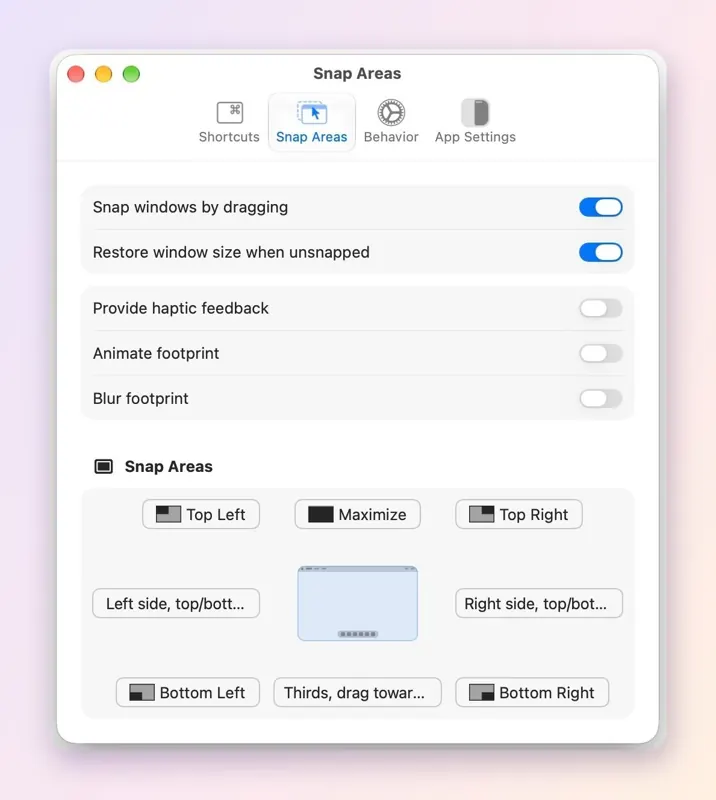 Snap Areas
Shortcuts
Snap Areas
Behavior
App Settings
Snap windows by dragging
Restore window size when unsnapped
Provide haptic feedback
Animate footprint
Blur footprint
Snap Areas
Top Left
Maximize
Top Right
Left side, top/bott...
Right side, top/bot...
Bottom Left
Thirds, drag towar...
Bottom Right